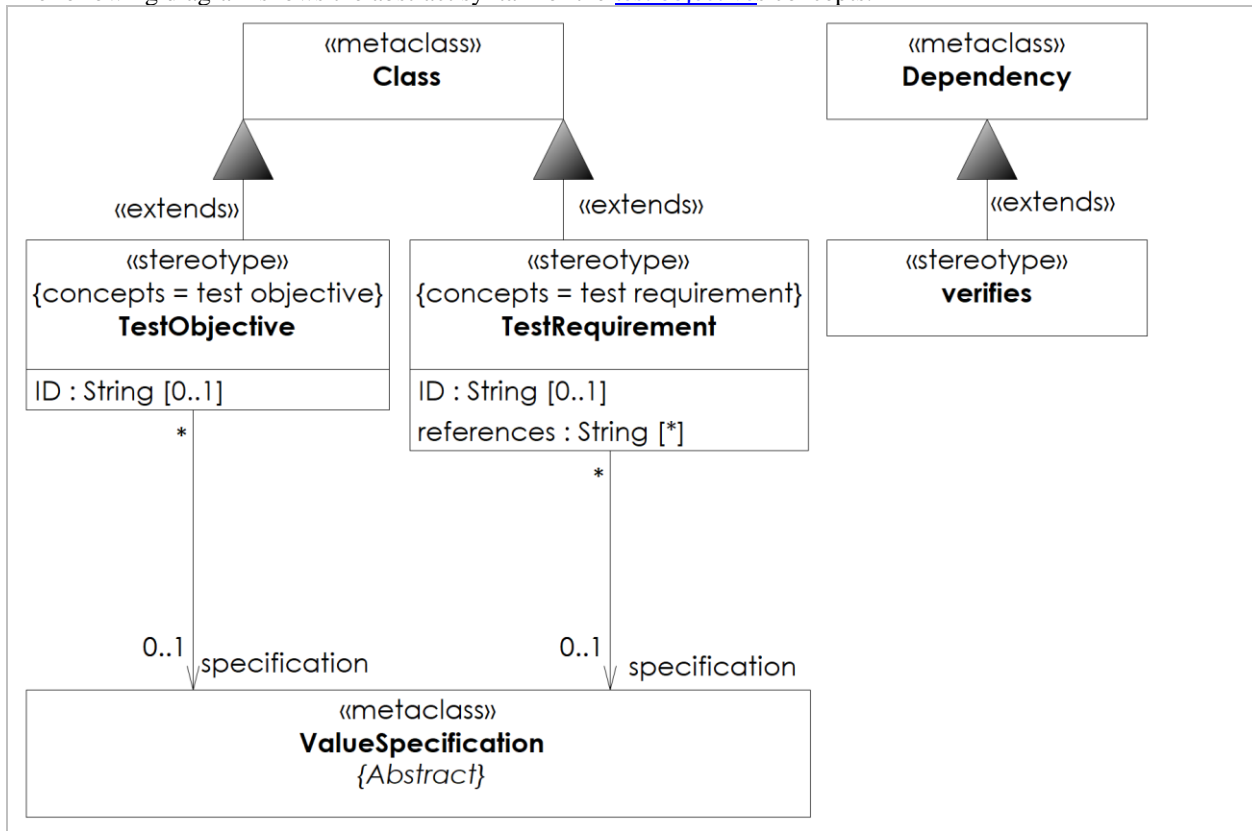 «metaclass»
Class
«metaclass»
Dependency
«extends»
«extends»
«extends»
«stereotype»
{concepts = test objective}
TestObjective
ID : String [0..1]
«stereotype»
{concepts = test requirement}
TestRequirement
ID : String [0..1]
references : String [*]
«stereotype»
verifies
*
*
0..1
specification
0..1
specification
«metaclass»
ValueSpecification
{Abstract}